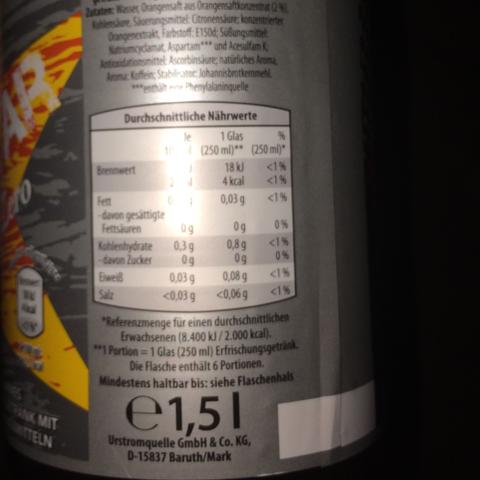 Zutaten: Wasser, Orangensaft aus Orangensaftkonzentrat (2 %),
Kohlensäure, Säuerungsmittel: Citronensäure; konzentrierter
Orangenextrakt, Farbstoff: E150d; Süßungsmittel:
Natriumcyclamat, Aspartam*** und Acesulfam K;
Antioxidationsmittel: Ascorbinsäure; natürliches Aroma,
Aroma: Koffein; Stabilisator: Johannisbrotkernmehl.
***enthält eine Phenylalaninquelle
Durchschnittliche Nährwerte
Je 1 Glas %
(250 ml)** (250 ml)*
Brennwert 18 kJ <1%
4 kcal <1%
Fett 0,03 g <1%
-davon gesättigte
Fettsäuren 0 g 0 g 0%
Kohlenhydrate 0,3 g 0,8 g <1%
-davon Zucker 0 g 0 g 0%
Eiweiß 0,03 g 0,08 g <1%
Salz <0,03 g <0,06 g <1%
*Referenzmenge für einen durchschnittlichen
Erwachsenen (8.400 kJ / 2.000 kcal).
**1 Portion = 1 Glas (250 ml) Erfrischungsgetränk.
Die Flasche enthält 6 Portionen.
Mindestens haltbar bis: siehe Flaschenhals
e 1,5 l
Urstromquelle GmbH & Co. KG,
D-15837 Baruth/Mark